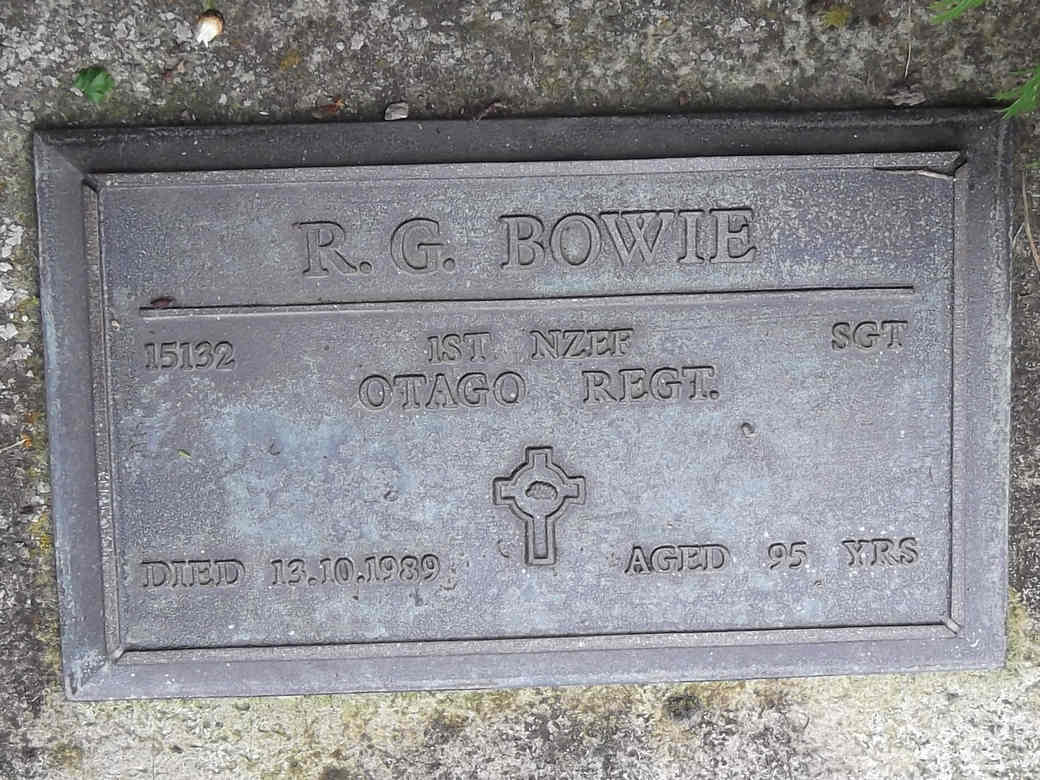 R. G. BOWIE
15132 1ST NZEF SGT
OTAGO REGT.
DIED 13.10.1989 AGED 95 YRS